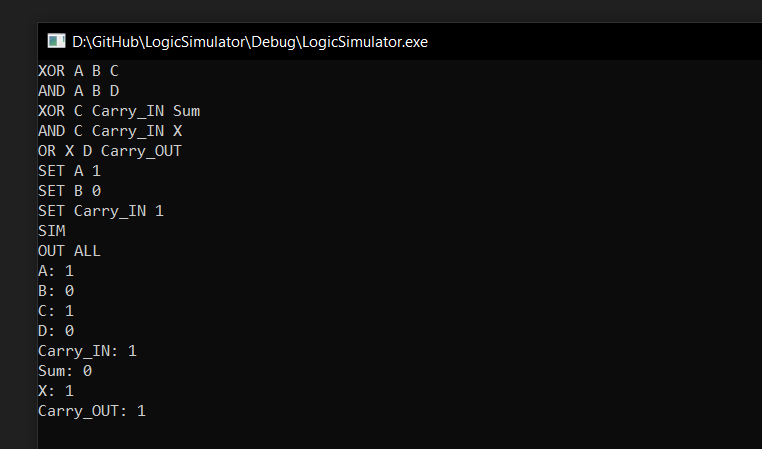 D:\GitHub\LogicSimulator\Debug\LogicSimulator.exe
XOR A B C
AND A B D
XOR C Carry_IN Sum
AND C Carry_IN X
OR X D Carry_OUT
SET A 1
SET B 0
SET Carry_IN 1
SIM
OUT ALL
A: 1
B: 0
C: 1
D: 0
Carry_IN: 1
Sum: 0
X: 1
Carry_OUT: 1